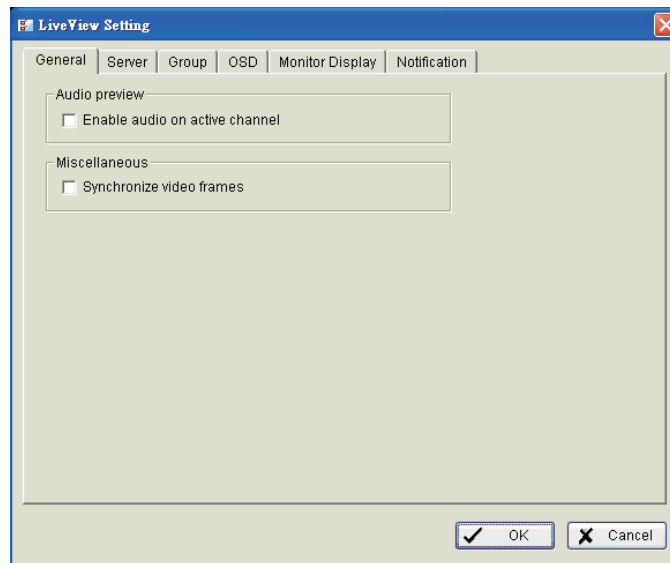 LiveView Setting
General Server Group OSD Monitor Display Notification
Audio preview
Enable audio on active channel
Miscellaneous
Synchronize video frames
OK Cancel